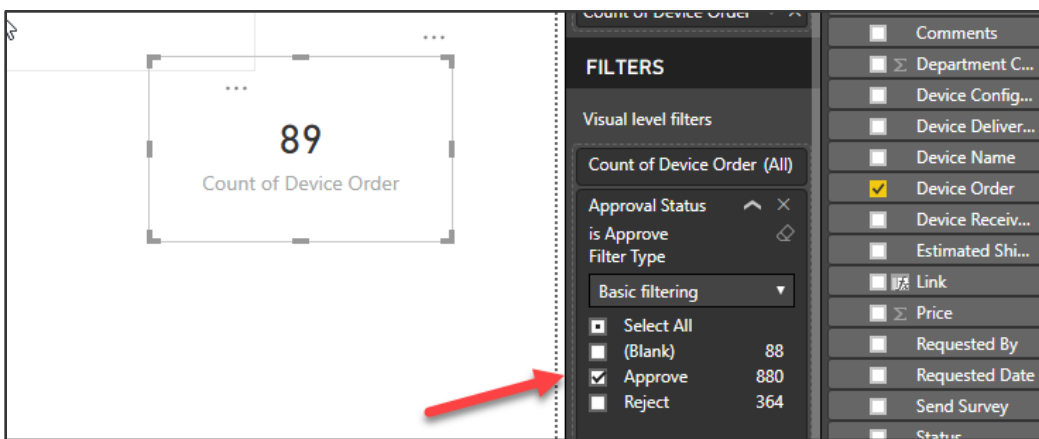 89
Count of Device Order
Count of Device Order
FILTERS
Visual level filters
Count of Device Order (All)
Approval Status
is Approve
Filter Type
Basic filtering
Select All
(Blank) 88
Approve 880
Reject 364
Comments
Department C...
Device Config...
Device Deliver...
Device Name
Device Order
Device Receiv...
Estimated Shi...
Link
Price
Requested By
Requested Date
Send Survey
Status